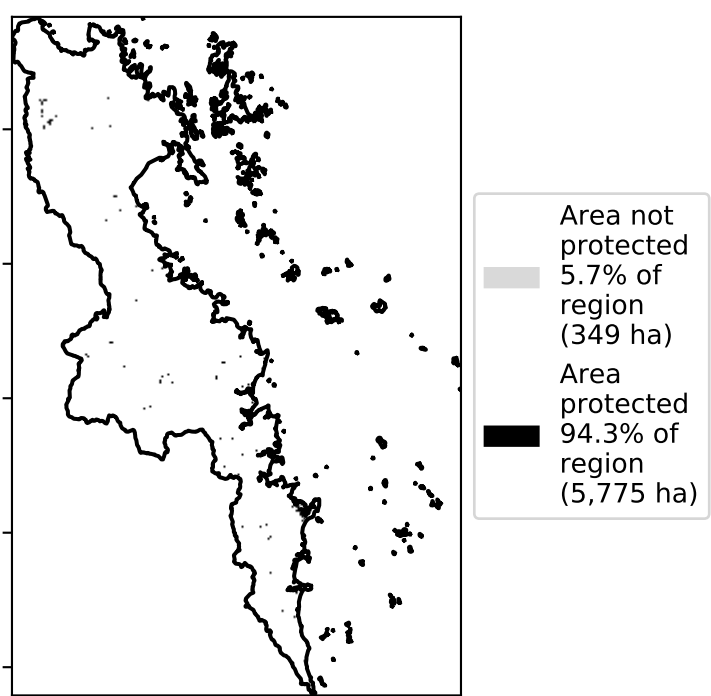 Area not
protected
5.7% of
region
(349 ha)
Area
protected
94.3% of
region
(5,775 ha)